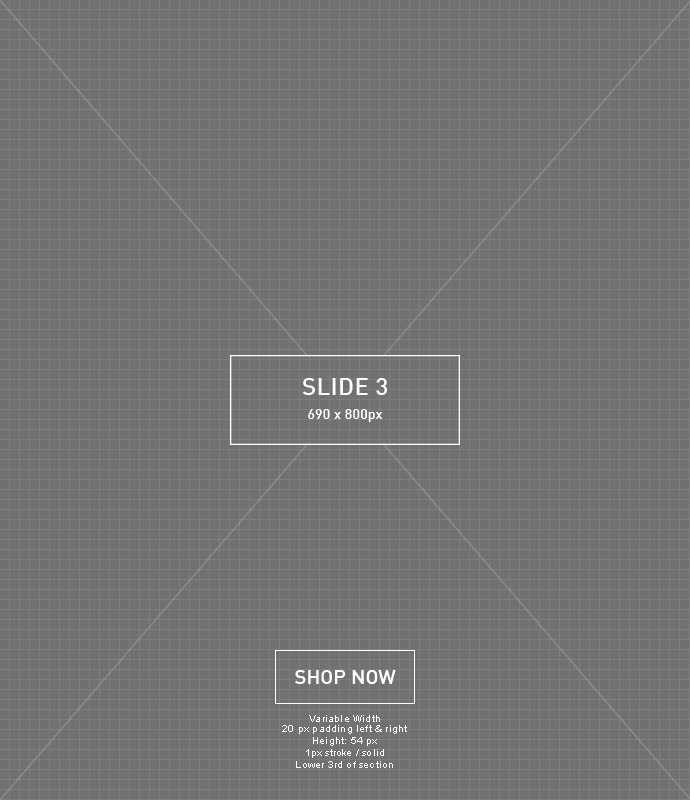 SLIDE 3
690 x 800px
SHOP NOW
Variable Width
20 px padding left & right
Height: 54 px
1px stroke / solid
Lower 3rd of section